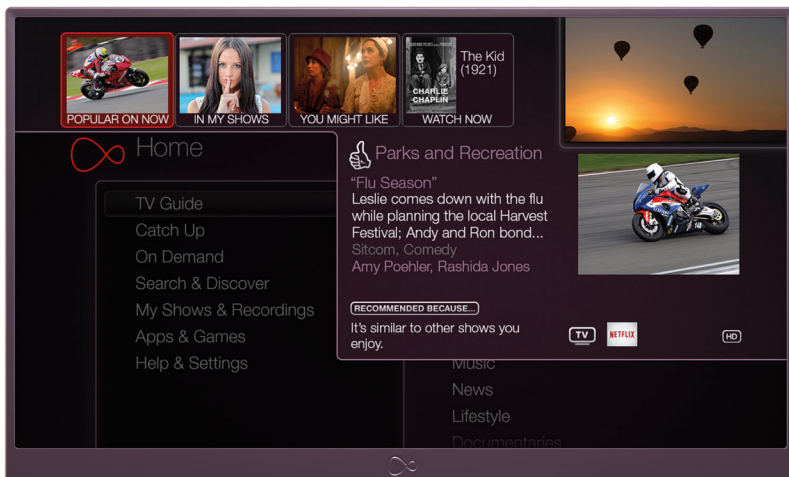 POPULAR ON NOW
IN MY SHOWS
YOU MIGHT LIKE
The Kid
(1921)
CHARLIE
CHAPLIN
WATCH NOW
Home
TV Guide
Catch Up
On Demand
Search & Discover
My Shows & Recordings
Apps & Games
Help & Settings
Parks and Recreation
“Flu Season”
Leslie comes down with the flu
while planning the local Harvest
Festival; Andy and Ron bond...
Sitcom, Comedy
Amy Poehler, Rashida Jones
RECOMMENDED BECAUSE...
It's similar to other shows you
enjoy.
TV
NETFLIX
HD
Music
News
Lifestyle
Documentaries